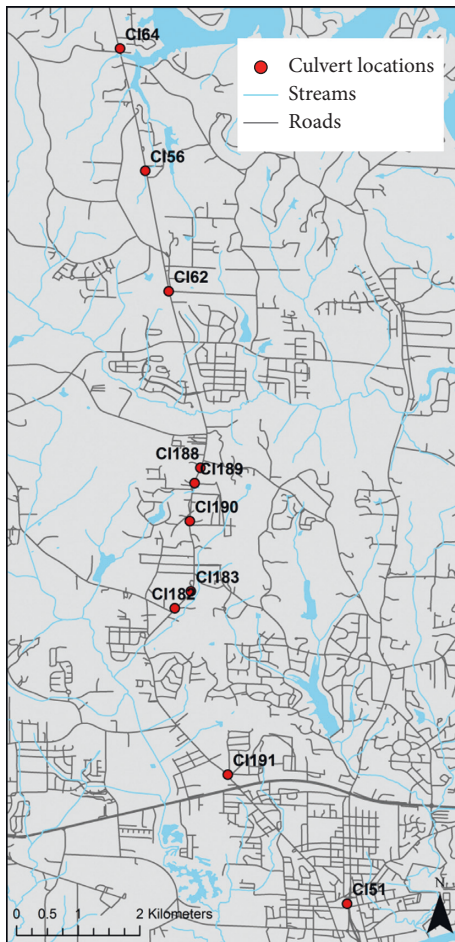 CI64
Culvert locations
Streams
Roads
CI56
CI62
CI188
CI189
CI190
CI183
CI182
CI191
CI51
N
0 0.5 1 2 Kilometers